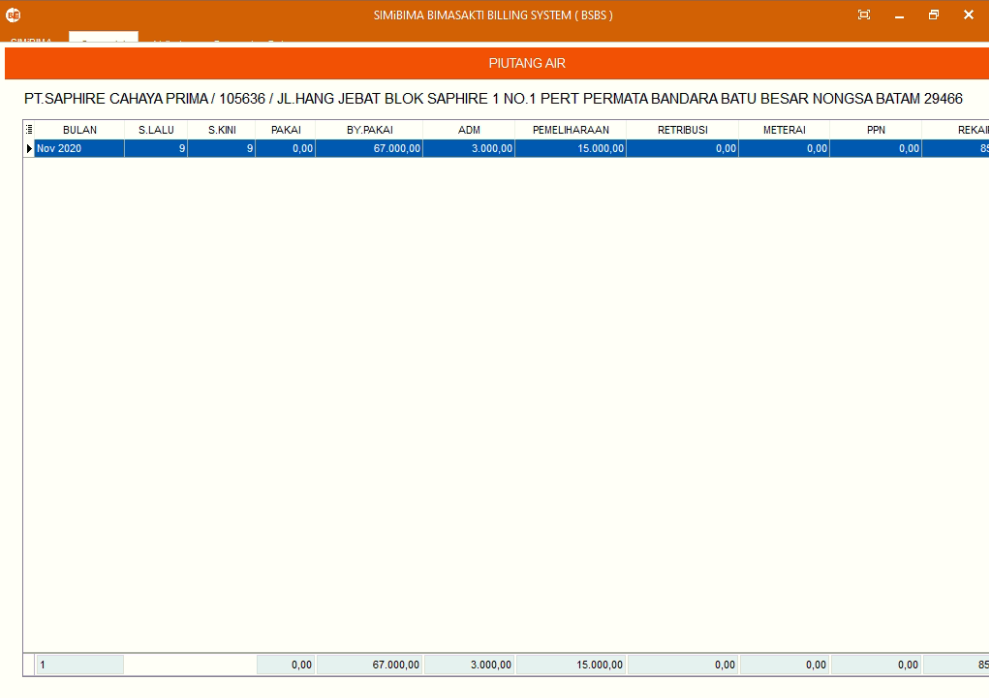 SIMiBIMA BIMASAKTI BILLING SYSTEM ( BSBS )
PIUTANG AIR
PT.SAPHIRE CAHAYA PRIMA / 105636 / JL.HANG JEBAT BLOK SAPHIRE 1 NO.1 PERT PERMATA BANDARA BATU BESAR NONGSA BATAM 29466
BULAN S.LALU S.KINI PAKAI BY.PAKAI ADM PEMELIHARAAN RETRIBUSI METERAI PPN REKAI
Nov 2020 9 9 0,00 67.000,00 3.000,00 15.000,00 0,00 0,00 0,00 85
1 0,00 67.000,00 3.000,00 15.000,00 0,00 0,00 0,00 85